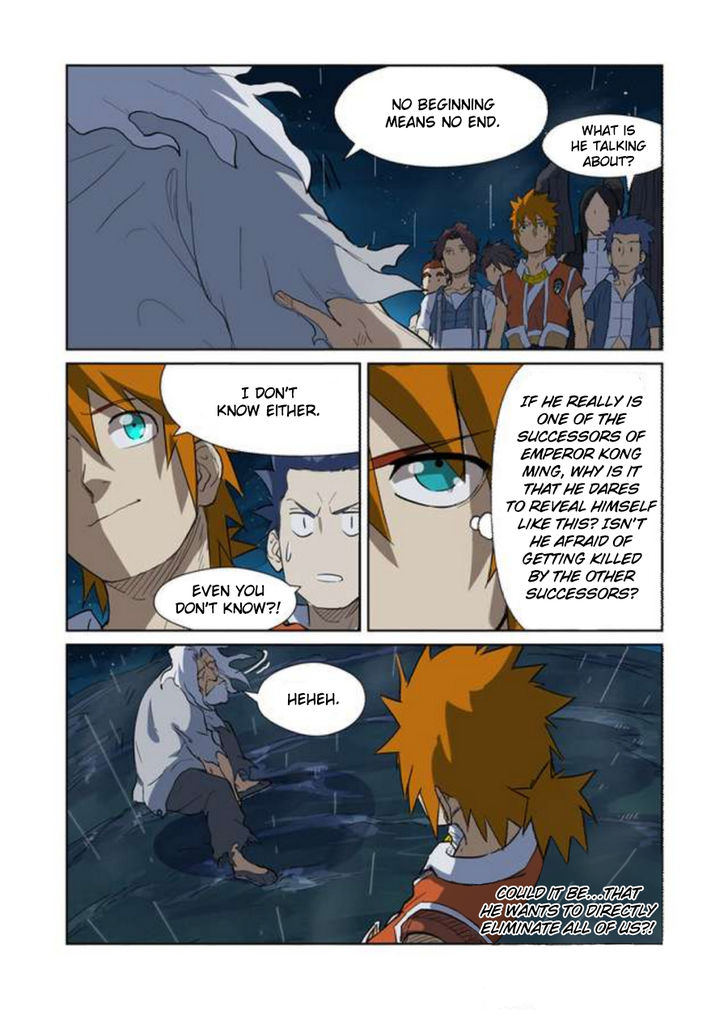 NO BEGINNING
MEANS NO END.
WHAT IS
HE TALKING
ABOUT?
I DON'T
KNOW EITHER.
EVEN YOU
DON'T KNOW?!
IF HE REALLY IS
ONE OF THE
SUCCESSORS OF
EMPEROR KONG
MING, WHY IS IT
THAT HE DARES
TO REVEAL HIMSELF
LIKE THIS? ISN'T
HE AFRAID OF
GETTING KILLED
BY THE OTHER
SUCCESSORS?
HEHEH.
COULD IT BE...THAT
HE WANTS TO DIRECTLY
ELIMINATE ALL OF US?!